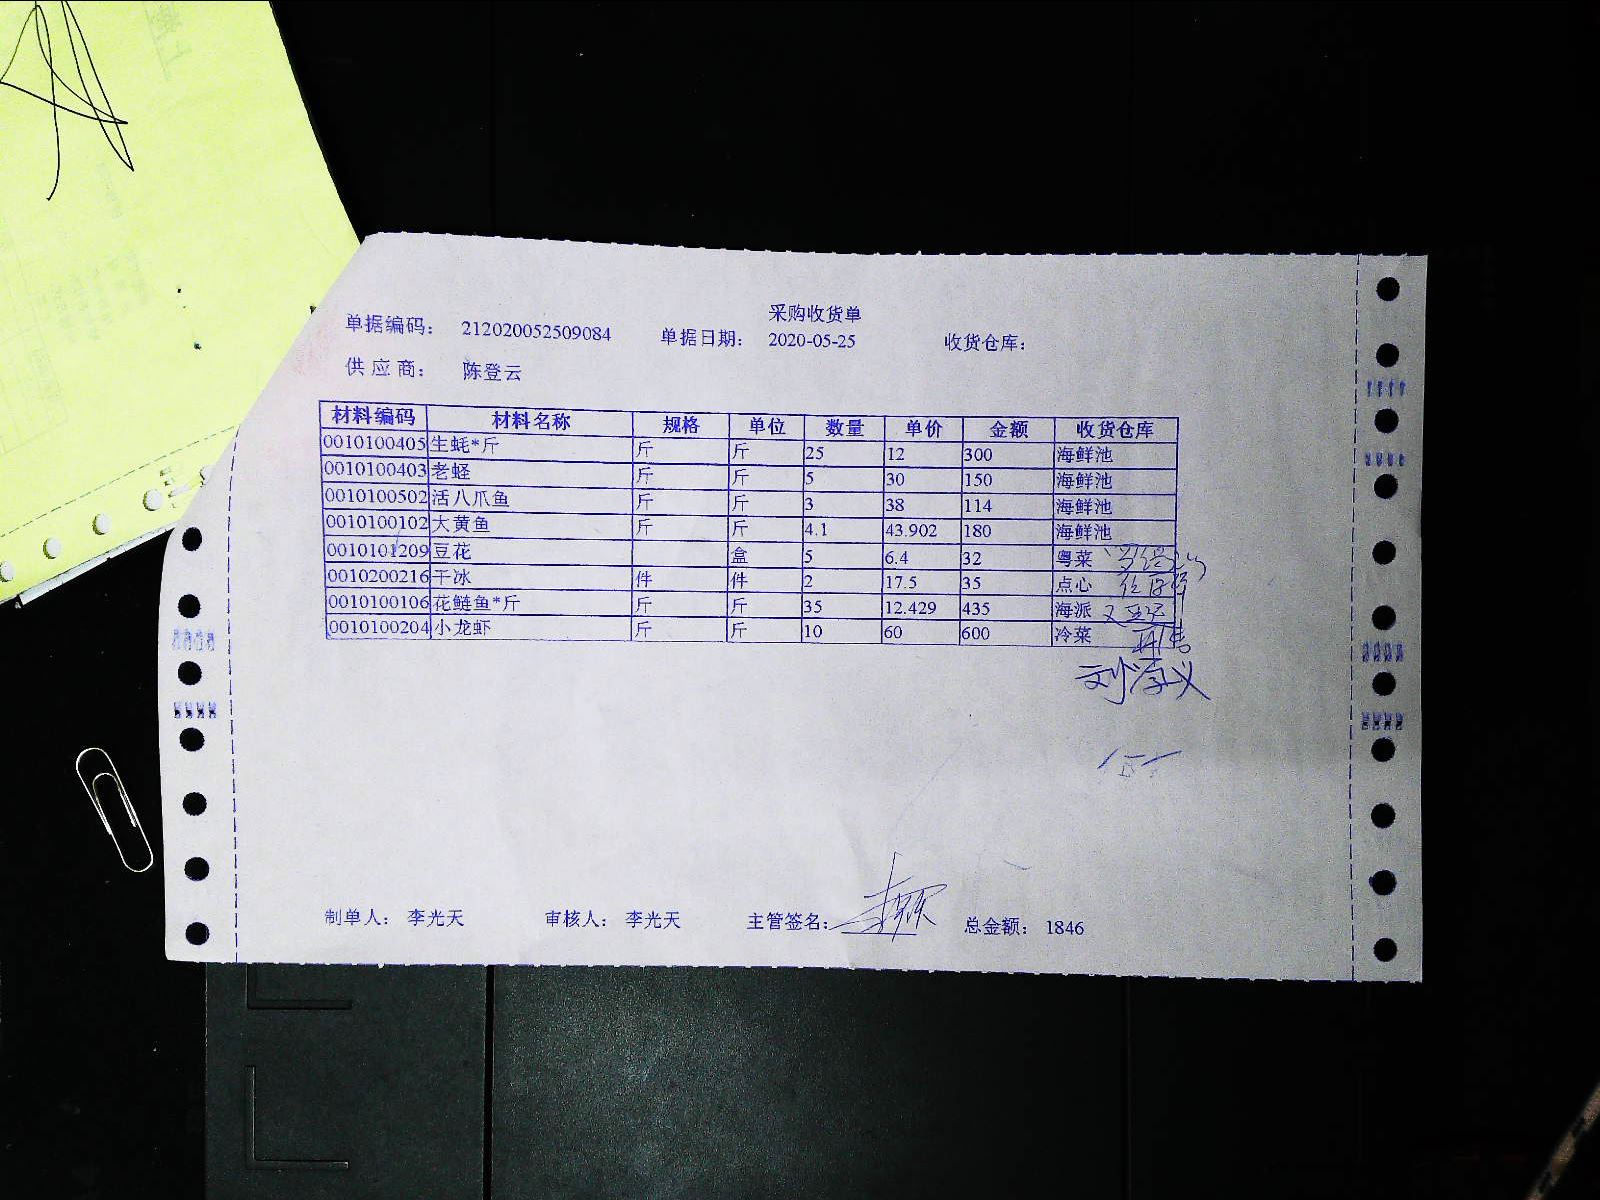 采购收货单
单据编码： 212020052509084 单据日期： 2020-05-25 收货仓库：
供应商： 陈登云
材料编码 材料名称 规格 单位 数量 单价 金额 收货仓库
0010100405 生蚝*斤 斤 斤 25 12 300 海鲜池
0010100403 老蛏 斤 斤 5 30 150 海鲜池
0010100502 活八爪鱼 斤 斤 3 38 114 海鲜池
0010100102 大黄鱼 斤 斤 4.1 43.902 180 海鲜池
0010101209 豆花 盒 5 6.4 32 粤菜
0010200216 干冰 件 件 2 17.5 35 点心
0010100106 花鲢鱼*斤 斤 斤 35 12.429 435 海派
0010100204 小龙虾 斤 斤 10 60 600 冷菜
制单人： 李光天 审核人： 李光天 主管签名： 总金额： 1846